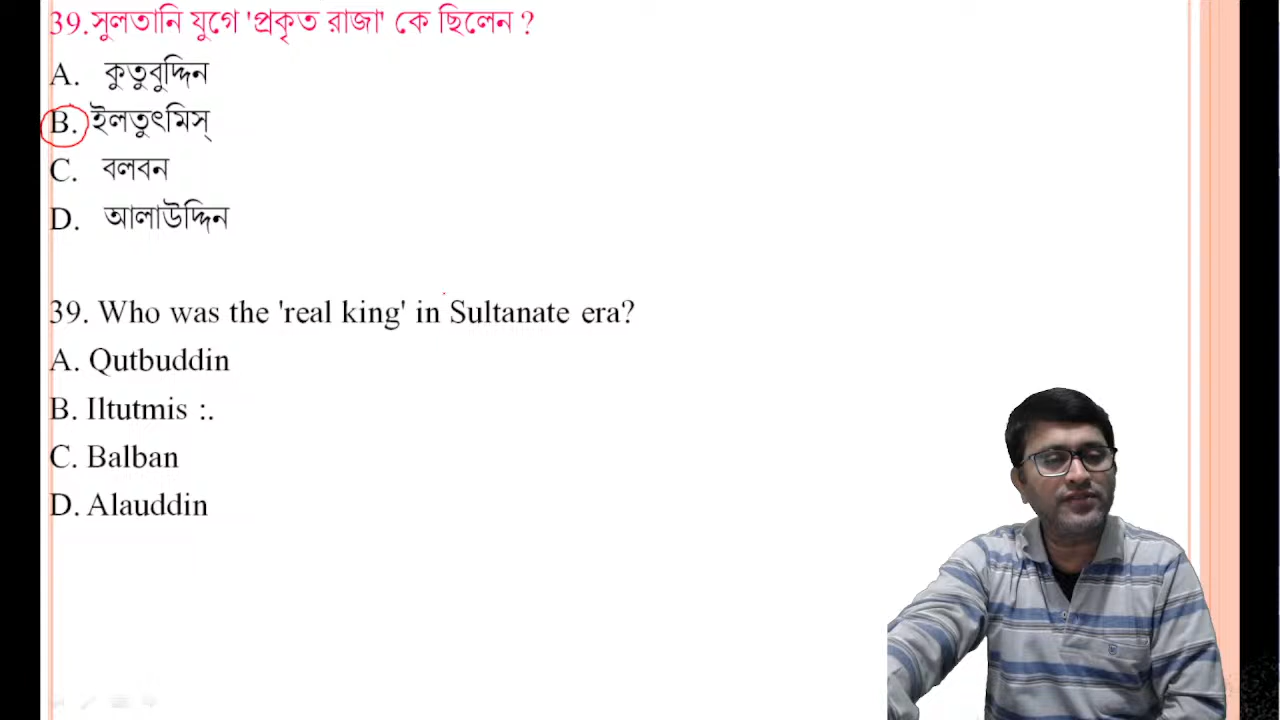 39.সুলতানি যুগে 'প্রকৃত রাজা' কে ছিলেন ?
A. কুতুবুদ্দিন
B. ইলতুৎমিস্
C. বলবন
D. আলাউদ্দিন
39. Who was the 'real king' in Sultanate era?
A. Qutbuddin
B. Iltutmis :.
C. Balban
D. Alauddin